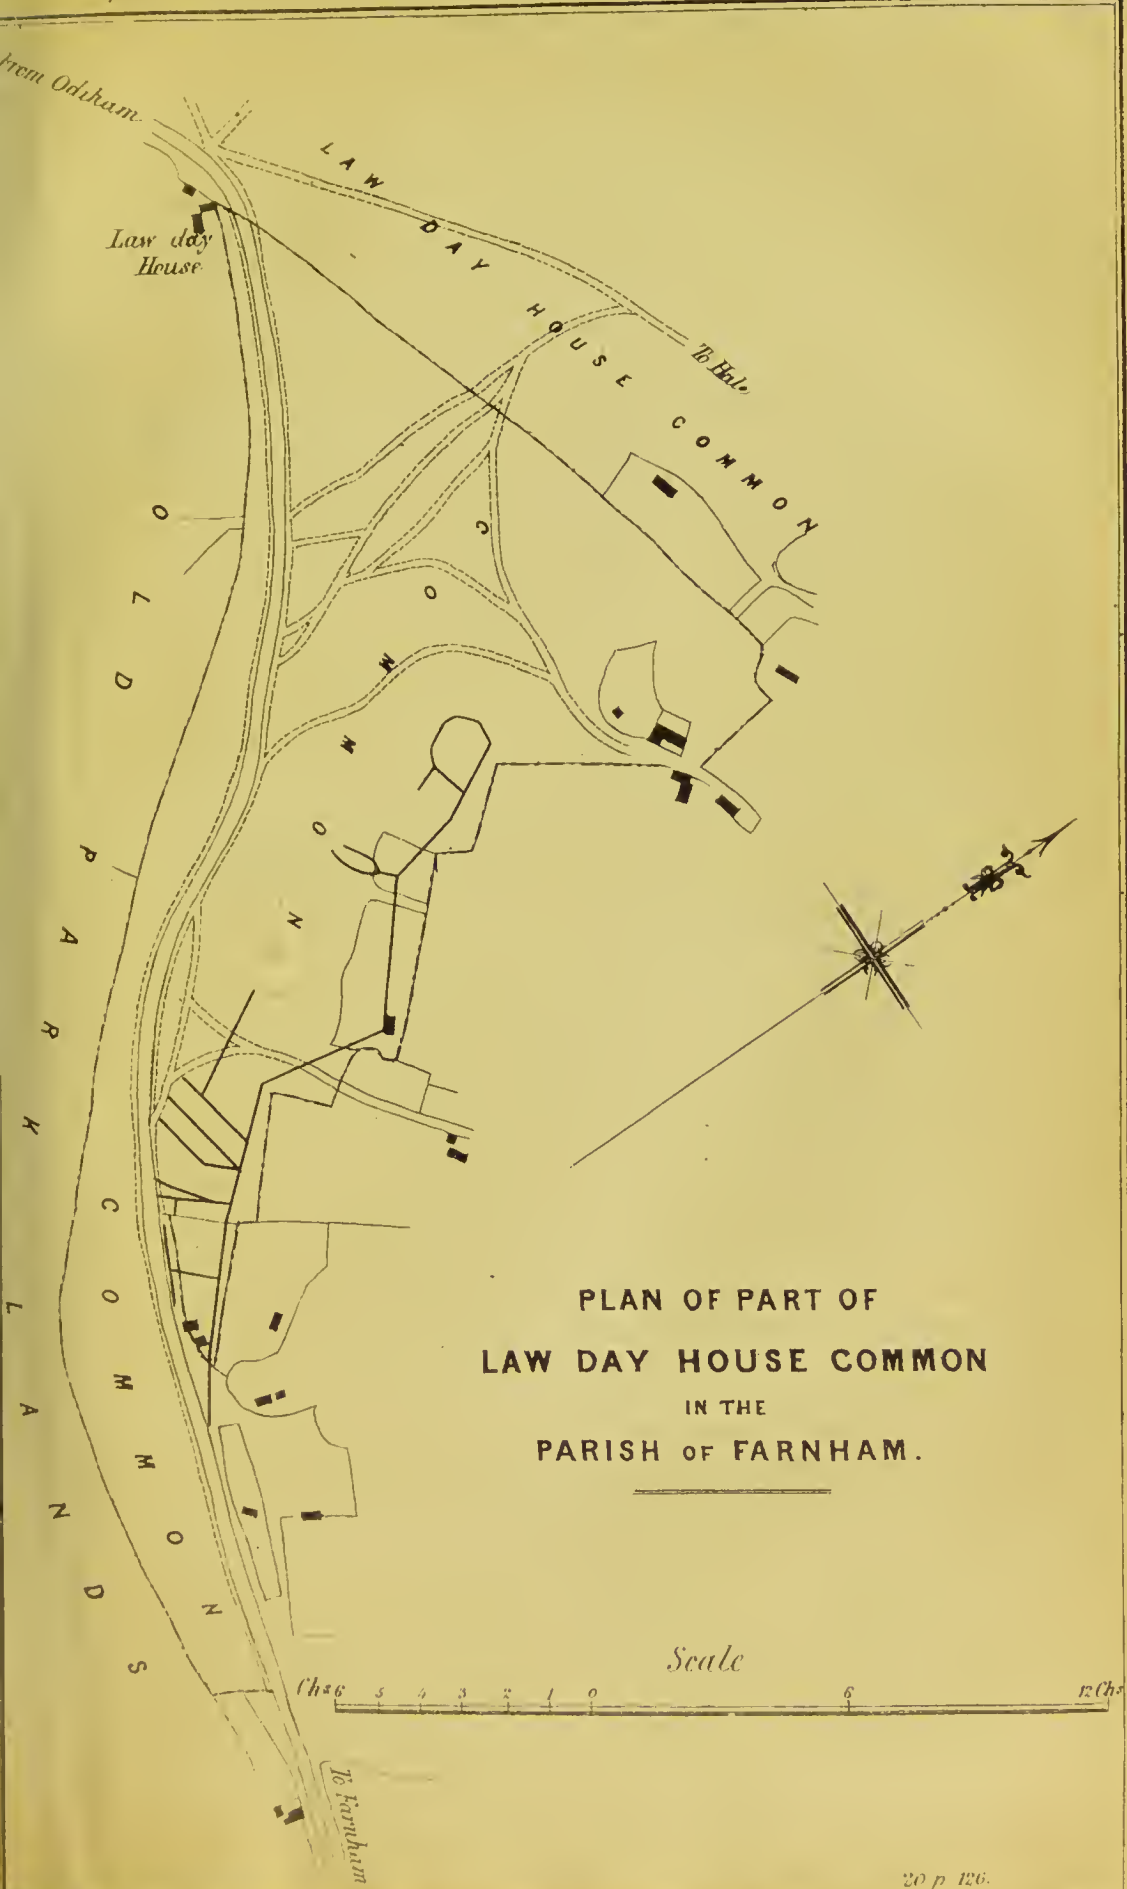 From Odiham
LAW DAY HOUSE COMMON
Law day
House
To Hale
COMMON
OLD PARK LANDS
COMMON
PLAN OF PART OF
LAW DAY HOUSE COMMON
IN THE
PARISH OF FARNHAM.
Scale
Chs 6 5 4 3 2 1 0 6 12 Chs
To Farnham
20 p. 126.